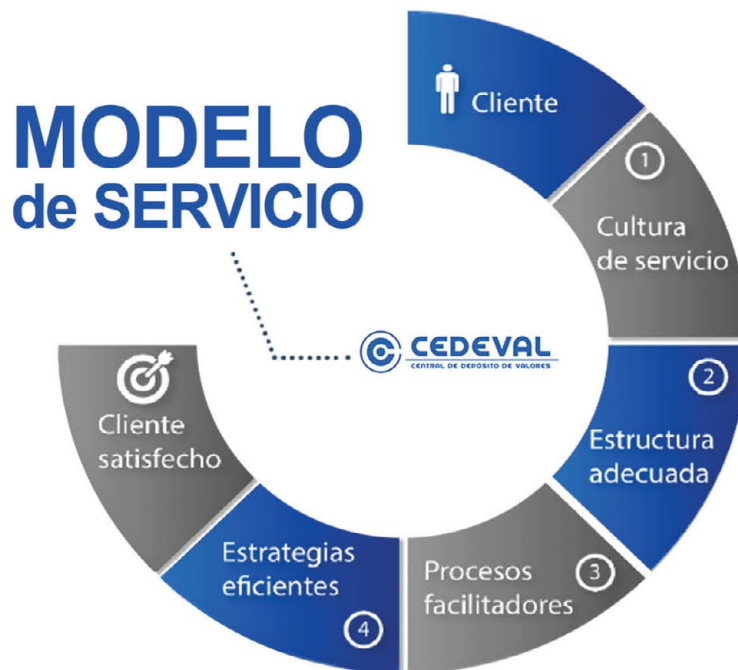 MODELO
de SERVICIO
Cliente
1
Cultura
de servicio
2
Estructura
adecuada
3
Procesos
facilitadores
4
Estrategias
eficientes
Cliente
satisfecho
CEDEVAL
CENTRAL DE DEPÓSITO DE VALORES